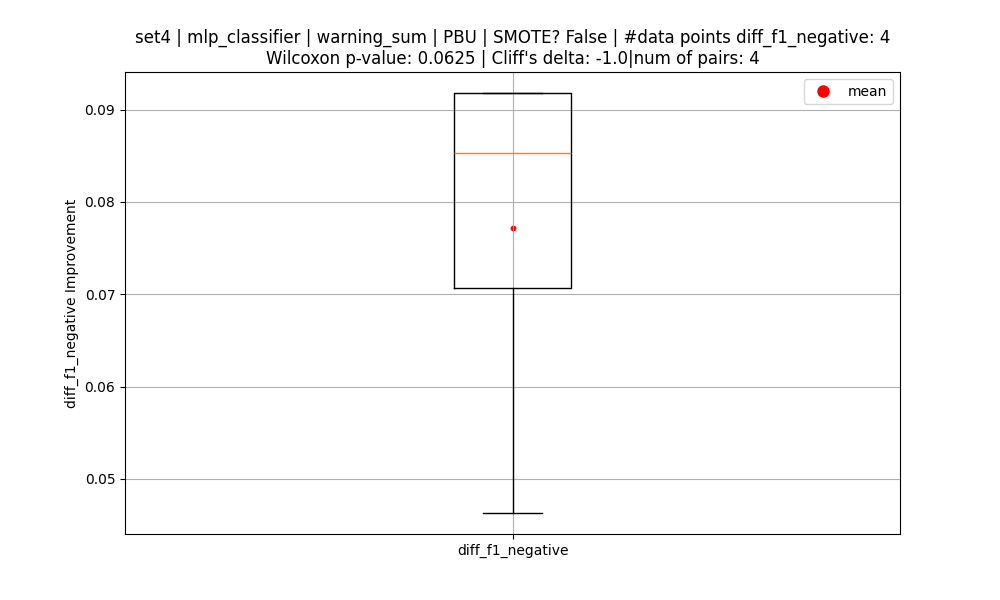 set4 | mlp_classifier | warning_sum | PBU | SMOTE? False | #data points diff_f1_negative: 4
Wilcoxon p-value: 0.0625 | Cliff's delta: -1.0|num of pairs: 4
mean
0.09
0.08
0.07
0.06
0.05
diff_f1_negative Improvement
diff_f1_negative